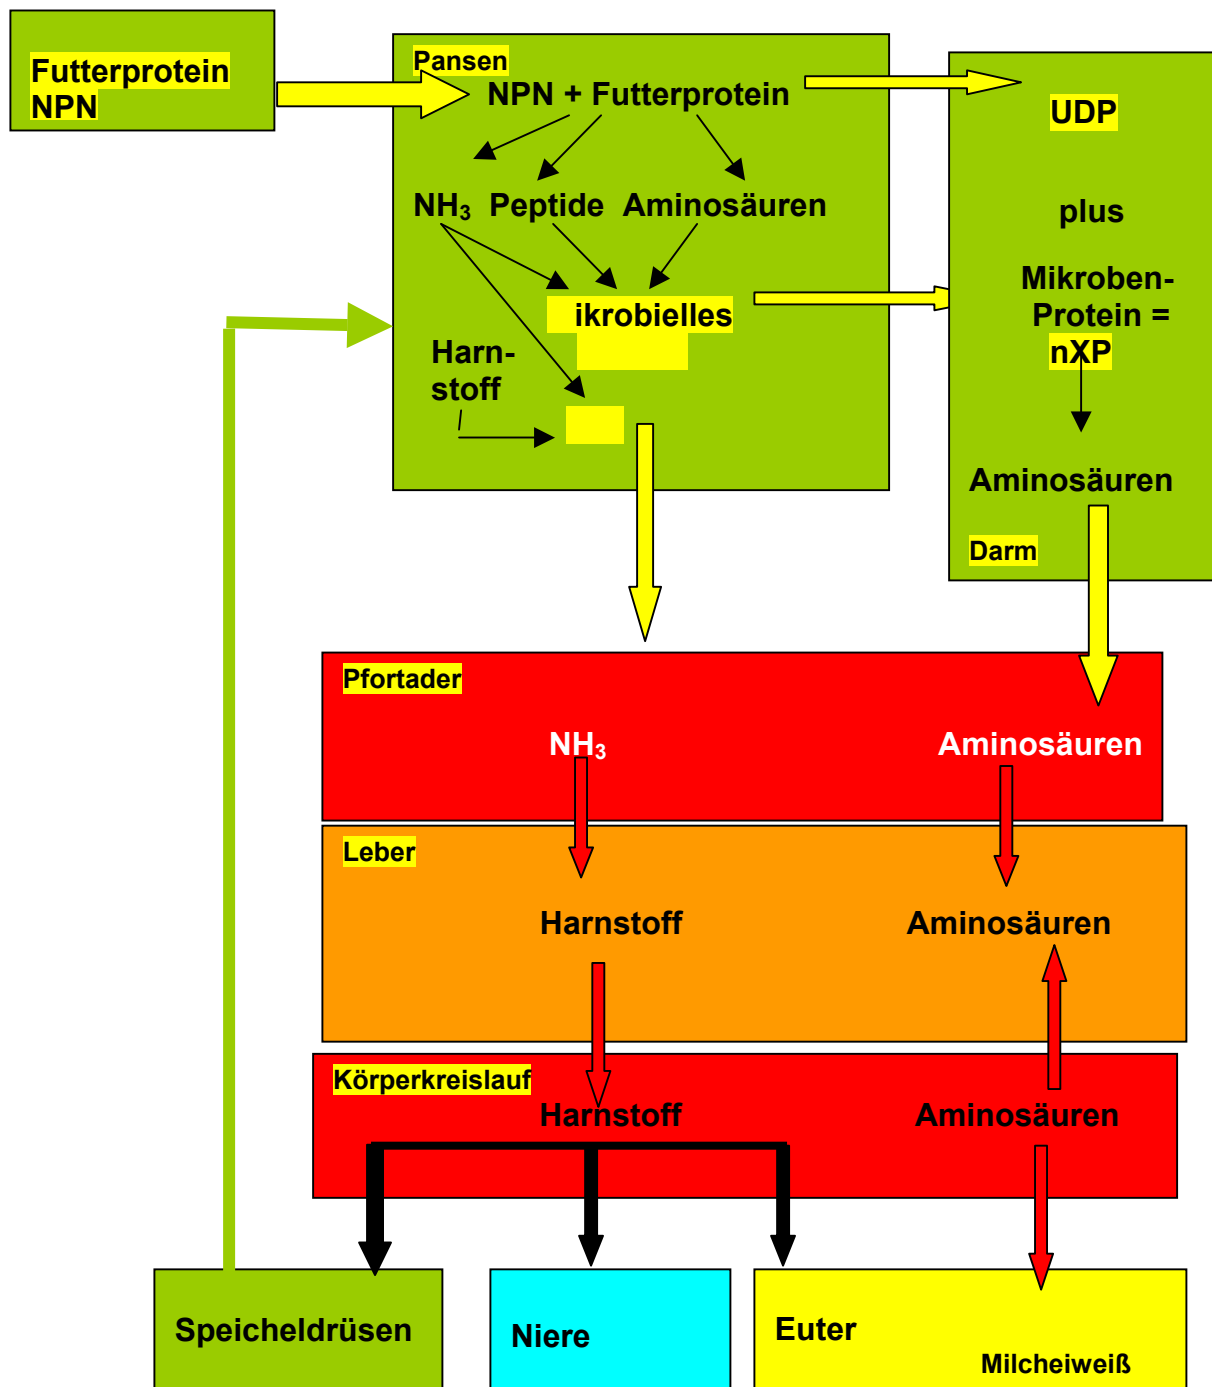 Futterprotein
NPN
Pansen
NPN + Futterprotein
NH₃ Peptide Aminosäuren
ikrobielles
Harn-
stoff
UDP
plus
Mikroben-
Protein =
nXP
Aminosäuren
Darm
Pfortader
NH₃ Aminosäuren
Leber
Harnstoff Aminosäuren
Körperkreislauf
Harnstoff Aminosäuren
Speicheldrüsen
Niere
Euter
Milcheiweiß